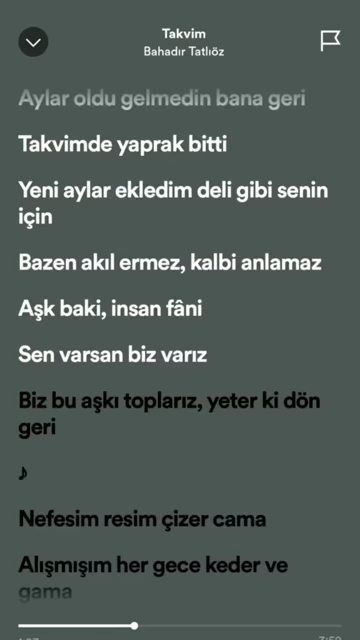 Takvim
Bahadır Tatlıöz
Aylar oldu gelmedin bana geri
Takvimde yaprak bitti
Yeni aylar ekledim deli gibi senin
için
Bazen akıl ermez, kalbi anlamaz
Aşk baki, insan fâni
Sen varsan biz varız
Biz bu aşkı toplarız, yeter ki dön
geri
♪
Nefesim resim çizer cama
Alışmışım her gece keder ve
gama